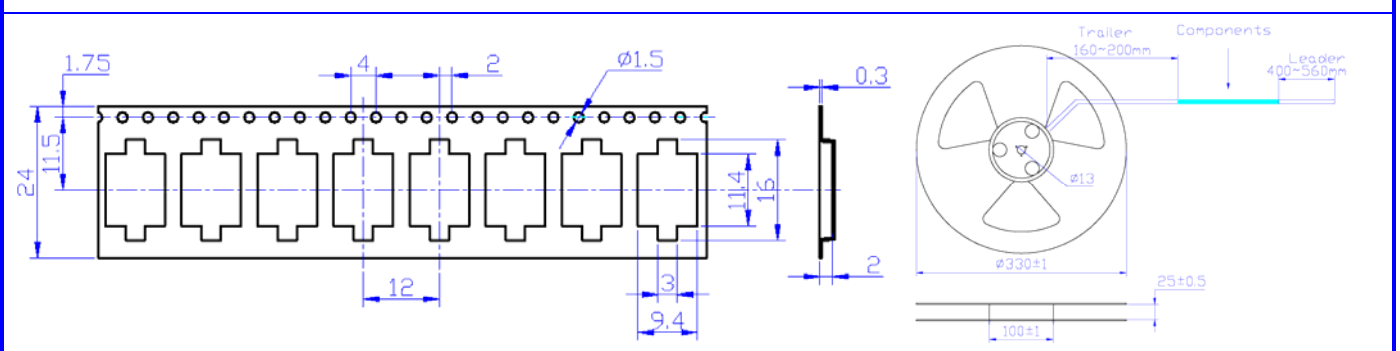 1.75
4
2
Ø1.5
0.3
24
11.5
11.4
16
12
3
9.4
2
Trailer
160~200mm
Components
Leader
400~560mm
Ø13
Ø330±1
25±0.5
100±1